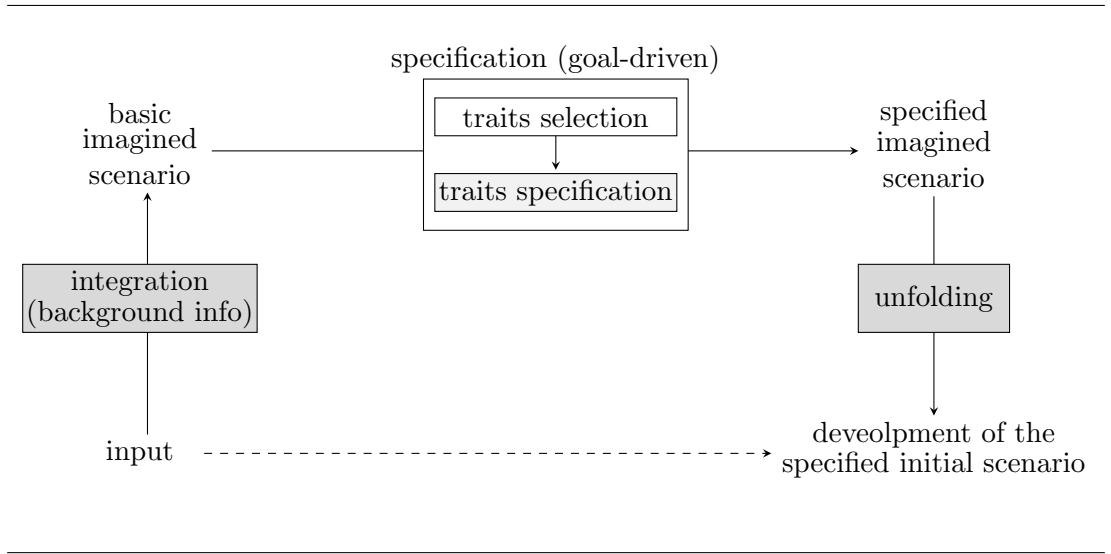 specification (goal-driven)
basic
imagined
scenario
traits selection
traits specification
specified
imagined
scenario
integration
(background info)
unfolding
input
deveolpment of the
specified initial scenario